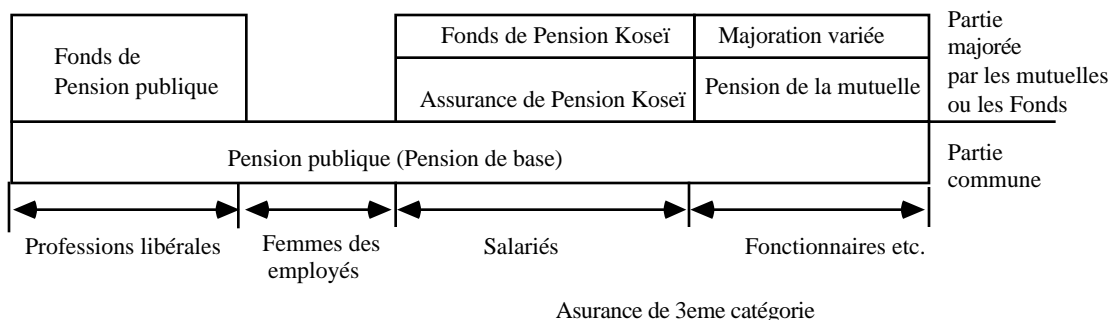 Fonds de
Pension publique
Fonds de Pension Koseï
Majoration variée
Assurance de Pension Koseï
Pension de la mutuelle
Partie
majorée
par les mutuelles
ou les Fonds
Pension publique (Pension de base)
Partie
commune
Professions libérales
Femmes des
employés
Salariés
Fonctionnaires etc.
Asurance de 3eme catégorie